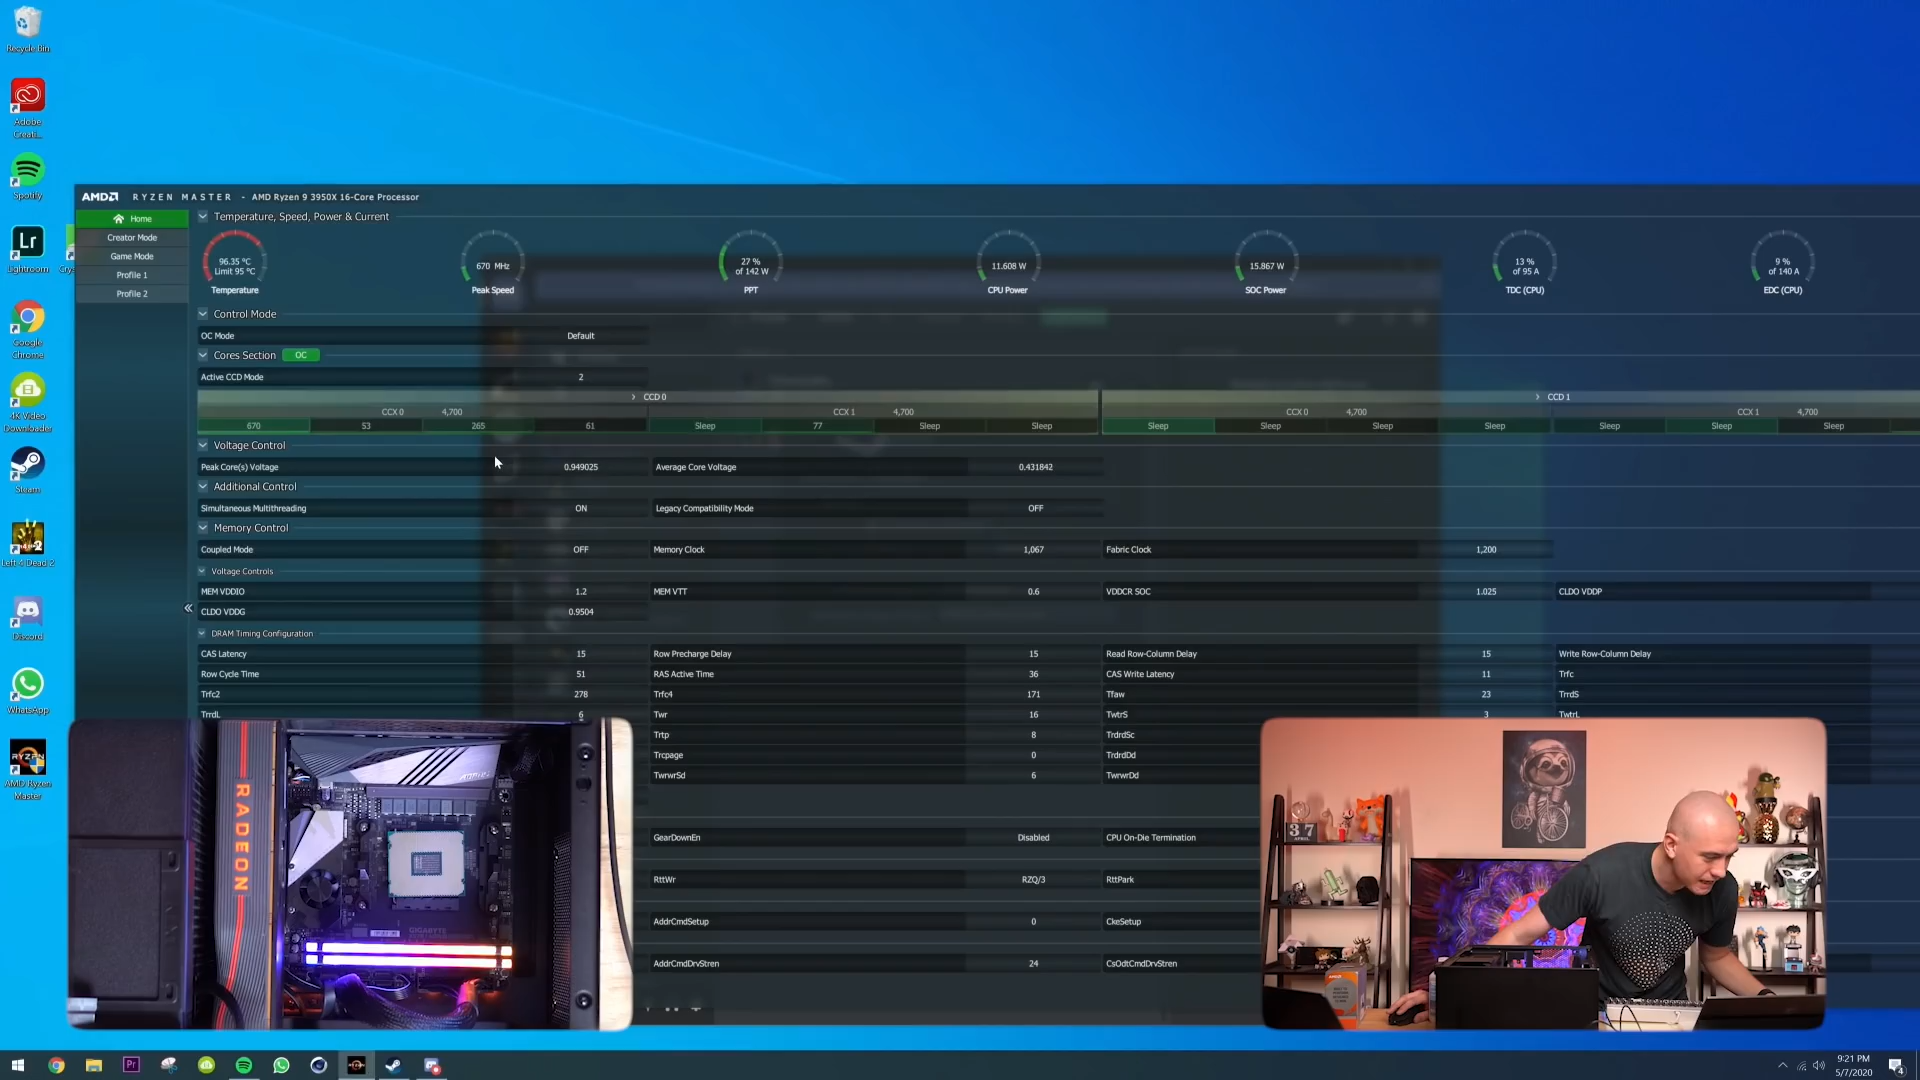 Recycle Bin
Adobe
Creati...
Spotify
Lr
Lightroom
Crys
Google
Chrome
4K Video
Downloader
Steam
Left 4 Dead 2
Discord
WhatsApp
RYZEN
AMD Ryzen
Master
AMD RYZEN MASTER - AMD Ryzen 9 3950X 16-Core Processor
Home
Creator Mode
Game Mode
Profile 1
Profile 2
Temperature, Speed, Power & Current
96.35 °C
Limit 95 °C
Temperature
670 MHz
Peak Speed
27 %
of 142 W
PPT
11.608 W
CPU Power
15.867 W
SOC Power
13 %
of 95 A
TDC (CPU)
9 %
of 140 A
EDC (CPU)
Control Mode
OC Mode Default
Cores Section OC
Active CCD Mode 2
CCD 0 CCD 1
CCX 0 4,700 CCX 1 4,700 CCX 0 4,700 CCX 1 4,700
670 53 265 61 Sleep 77 Sleep Sleep Sleep Sleep Sleep Sleep Sleep Sleep Sleep
Voltage Control
Peak Core(s) Voltage 0.949025 Average Core Voltage 0.431842
Additional Control
Simultaneous Multithreading ON Legacy Compatibility Mode OFF
Memory Control
Coupled Mode OFF Memory Clock 1,067 Fabric Clock 1,200
Voltage Controls
MEM VDDIO 1.2 MEM VTT 0.6 VDDCR SOC 1.025 CLDO VDDP
CLDO VDDG 0.9504
DRAM Timing Configuration
CAS Latency 15 Row Precharge Delay 15 Read Row-Column Delay 15 Write Row-Column Delay
Row Cycle Time 51 RAS Active Time 36 CAS Write Latency 11 Trfc
Trfc2 278 Trfc4 171 Tfaw 23 TrrdS
TrrdL 6 Twr 16 TwtrS 3 TwtrL
Trtp 8 TrdrdSc
Trcpage 0 TrdrdDd
TwrwrSd 6 TwrwrDd
GearDownEn Disabled CPU On-Die Termination
RttWr RZQ/3 RttPark
AddrCmdSetup 0 CkeSetup
AddrCmdDrvStren 24 CsOdtCmdDrvStren
RADEON
GIGABYTE
37
Pr
9:21 PM
5/7/2020
4